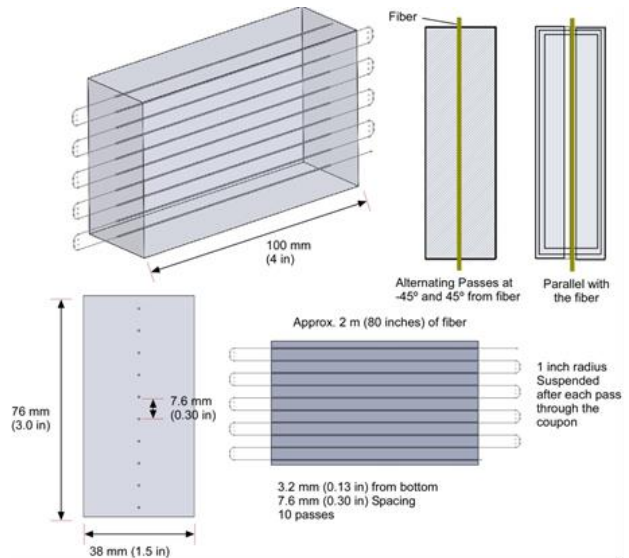 Fiber
100 mm
(4 in)
Alternating Passes at
-45º and 45º from fiber
Parallel with
the fiber
Approx. 2 m (80 inches) of fiber
76 mm
(3.0 in)
7.6 mm
(0.30 in)
1 inch radius
Suspended
after each pass
through the
coupon
3.2 mm (0.13 in) from bottom
7.6 mm (0.30 in) Spacing
10 passes
38 mm (1.5 in)